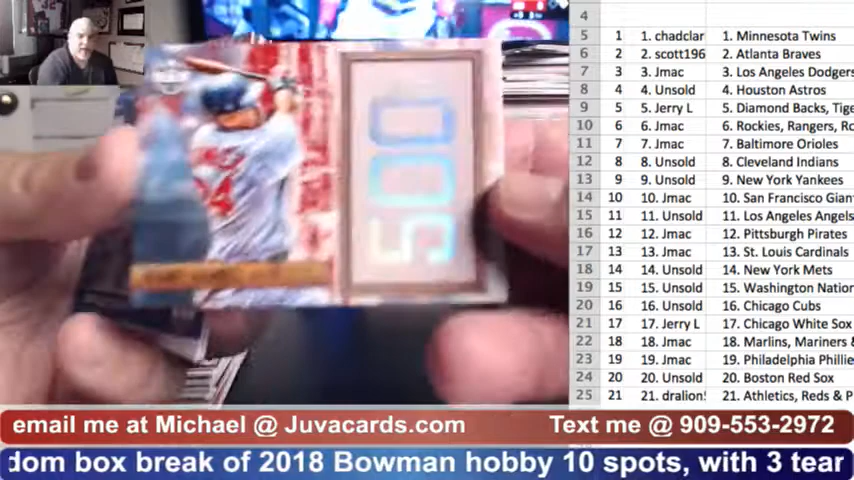 4
5 1 1. chadclar 1. Minnesota Twins
6 2 2. scott196 2. Atlanta Braves
7 3 3. Jmac 3. Los Angeles Dodgers
8 4 4. Unsold 4. Houston Astros
9 5 5. Jerry L 5. Diamond Backs, Tige
10 6 6. Jmac 6. Rockies, Rangers, Ro
11 7 7. Jmac 7. Baltimore Orioles
12 8 8. Unsold 8. Cleveland Indians
13 9 9. Unsold 9. New York Yankees
14 10 10. Jmac 10. San Francisco Gian
15 11 11. Unsold 11. Los Angeles Angels
16 12 12. Jmac 12. Pittsburgh Pirates
17 13 13. Jmac 13. St. Louis Cardinals
18 14 14. Unsold 14. New York Mets
19 15 15. Unsold 15. Washington Nation
20 16 16. Unsold 16. Chicago Cubs
21 17 17. Jerry L 17. Chicago White Sox
22 18 18. Jmac 18. Marlins, Mariners &
23 19 19. Jmac 19. Philadelphia Phillie
24 20 20. Unsold 20. Boston Red Sox
25 21 21. dralion! 21. Athletics, Reds & P
500
email me at Michael @ Juvacards.com Text me @ 909-553-2972
dom box break of 2018 Bowman hobby 10 spots, with 3 tear